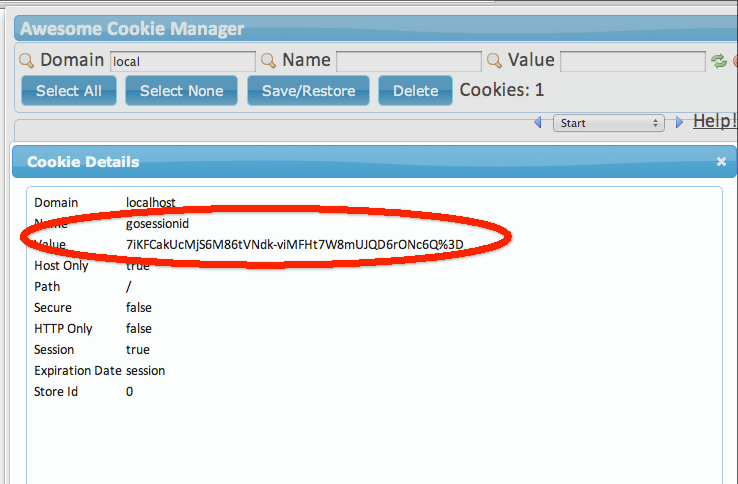 Awesome Cookie Manager
Domain local Name Value
Select All Select None Save/Restore Delete Cookies: 1
Start Help!
Cookie Details
Domain localhost
Name gosessionid
Value 7iKFCakUcMjS6M86tVNdk-viMFHt7W8mUJQD6rONc6Q%3D
Host Only true
Path /
Secure false
HTTP Only false
Session true
Expiration Date session
Store Id 0